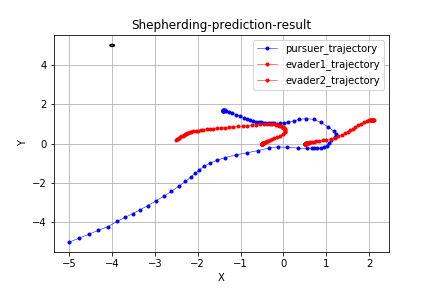 Shepherding-prediction-result
pursuer_trajectory
evader1_trajectory
evader2_trajectory
Y
4
2
0
−2
−4
−5
−4
−3
−2
−1
0
1
2
X